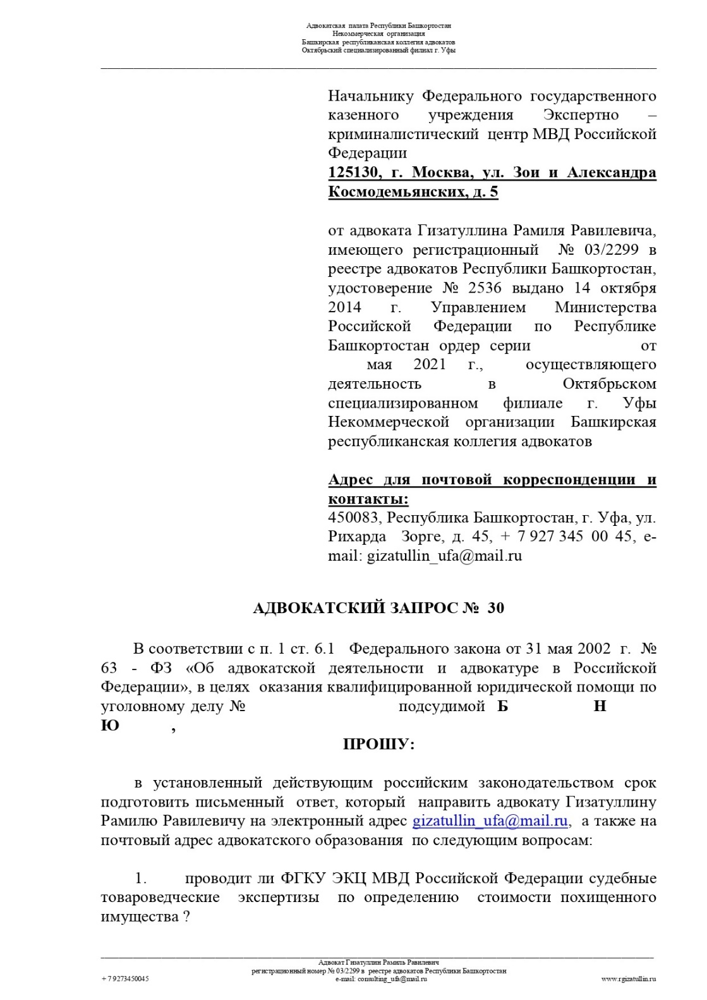 Адвокатская палата Республики Башкортостан
Некоммерческая организация
Башкирская республиканская коллегия адвокатов
Октябрьский специализированный филиал г. Уфы
Начальнику Федерального государственного
казенного учреждения Экспертно –
криминалистический центр МВД Российской
Федерации
125130, г. Москва, ул. Зои и Александра
Космодемьянских, д. 5
от адвоката Гизатуллина Рамиля Равилевича,
имеющего регистрационный № 03/2299 в
реестре адвокатов Республики Башкортостан,
удостоверение № 2536 выдано 14 октября
2014 г. Управлением Министерства
Российской Федерации по Республике
Башкортостан ордер серии от
мая 2021 г., осуществляющего
деятельность в Октябрьском
специализированном филиале г. Уфы
Некоммерческой организации Башкирская
республиканская коллегия адвокатов
Адрес для почтовой корреспонденции и
контакты:
450083, Республика Башкортостан, г. Уфа, ул.
Рихарда Зорге, д. 45, + 7 927 345 00 45, e-
mail: gizatullin_ufa@mail.ru
АДВОКАТСКИЙ ЗАПРОС № 30
В соответствии с п. 1 ст. 6.1 Федерального закона от 31 мая 2002 г. №
63 - ФЗ «Об адвокатской деятельности и адвокатуре в Российской
Федерации», в целях оказания квалифицированной юридической помощи по
уголовному делу № подсудимой Б Н
Ю ,
ПРОШУ:
в установленный действующим российским законодательством срок
подготовить письменный ответ, который направить адвокату Гизатуллину
Рамилю Равилевичу на электронный адрес gizatullin_ufa@mail.ru, а также на
почтовый адрес адвокатского образования по следующим вопросам:
1. проводит ли ФГКУ ЭКЦ МВД Российской Федерации судебные
товароведческие экспертизы по определению стоимости похищенного
имущества ?
Адвокат Гизатуллин Рамиль Равилевич
регистрационный номер № 03/2299 в реестре адвокатов Республики Башкортостан
+ 7 9273450045 e-mail: consulting_ufa@mail.ru www.rgizatullin.ru